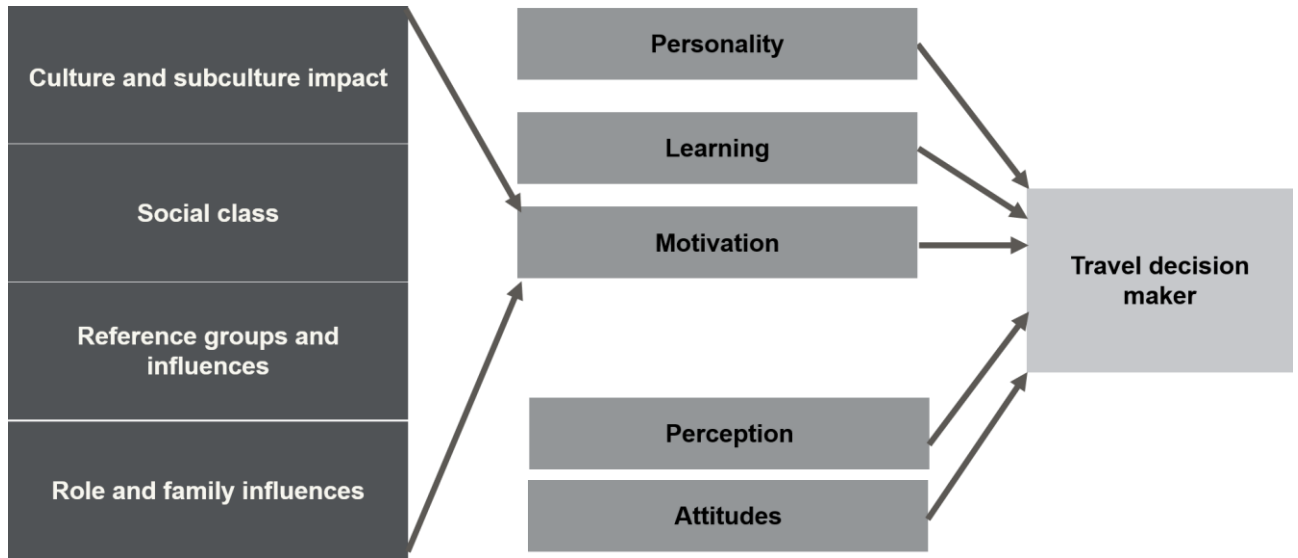 Culture and subculture impact
Social class
Reference groups and
influences
Role and family influences
Personality
Learning
Motivation
Perception
Attitudes
Travel decision
maker